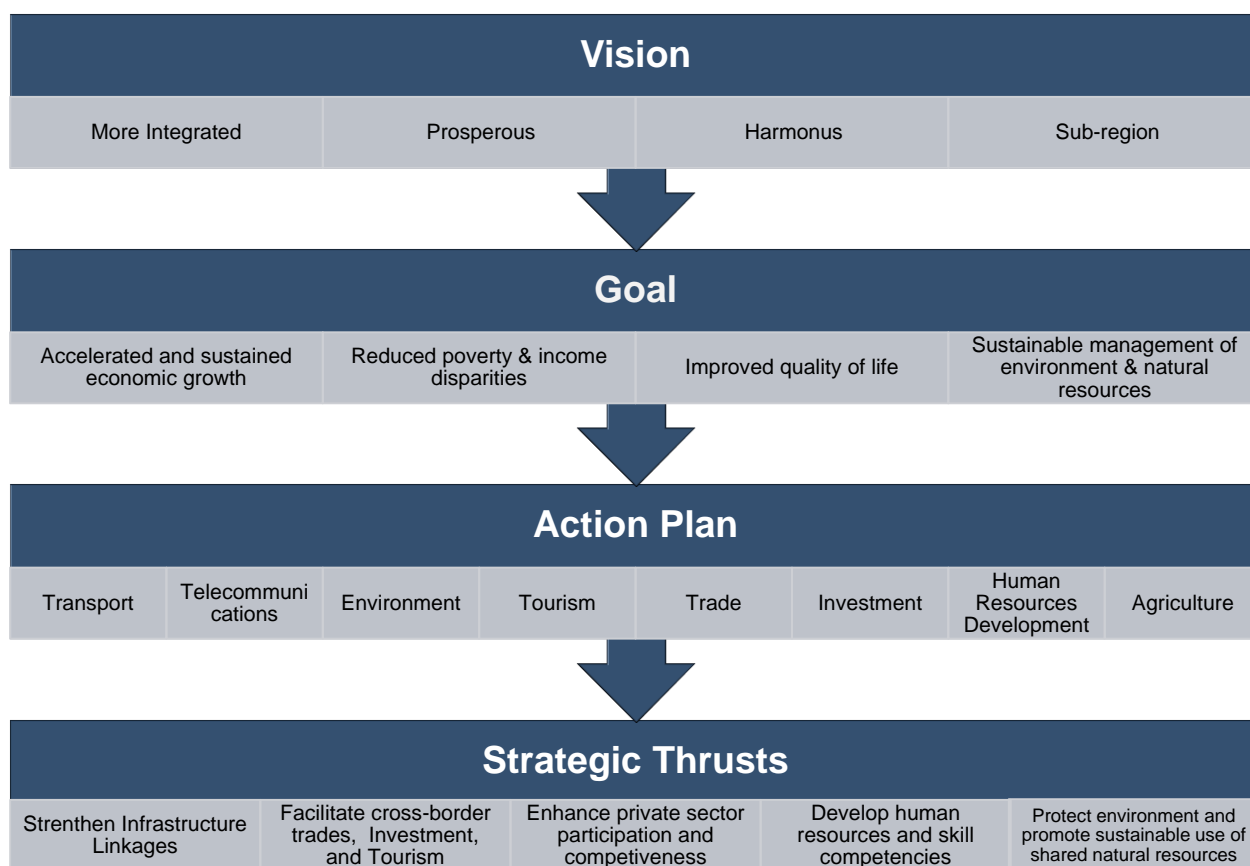 Vision
More Integrated
Prosperous
Harmonus
Sub-region
Goal
Accelerated and sustained
economic growth
Reduced poverty & income
disparities
Improved quality of life
Sustainable management of
environment & natural
resources
Action Plan
Transport
Telecommuni
cations
Environment
Tourism
Trade
Investment
Human
Resources
Development
Agriculture
Strategic Thrusts
Strenthen Infrastructure
Linkages
Facilitate cross-border
trades, Investment,
and Tourism
Enhance private sector
participation and
competiveness
Develop human
resources and skill
competencies
Protect environment and
promote sustainable use of
shared natural resources